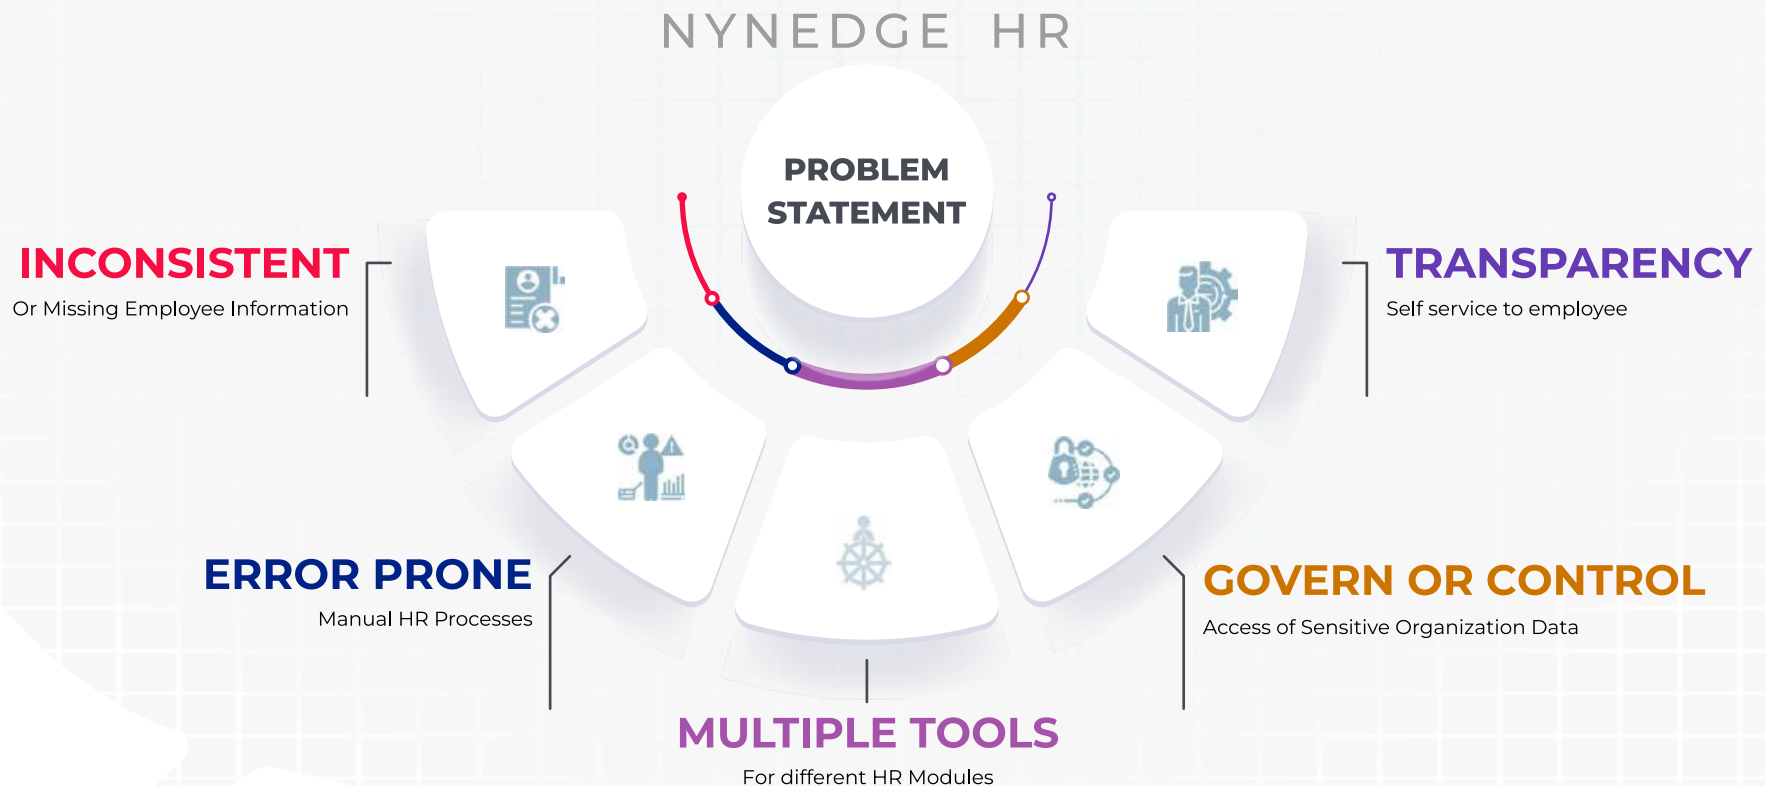 NYNEDGE HR
PROBLEM
STATEMENT
INCONSISTENT
Or Missing Employee Information
ERROR PRONE
Manual HR Processes
MULTIPLE TOOLS
For different HR Modules
GOVERN OR CONTROL
Access of Sensitive Organization Data
TRANSPARENCY
Self service to employee